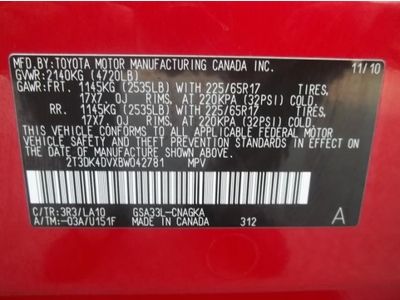 MFD. BY: TOYOTA MOTOR MANUFACTURING CANADA INC.
GVWR: 2140KG (4720LB) 11/10
GAWR: FRT. 1145KG (2535LB) WITH 225/65R17 TIRES,
17X7. 0J RIMS, AT 220KPA (32PSI) COLD
RR. 1145KG (2535LB) WITH 225/65R17 TIRES,
17X7. 0J RIMS, AT 220KPA (32PSI) COLD
THIS VEHICLE CONFORMS TO ALL APPLICABLE FEDERAL MOTOR
VEHICLE SAFETY, AND THEFT PREVENTION
STANDARDS IN EFFECT ON THE DATE OF
MANUFACTURE SHOWN ABOVE.
2T3DK4DVXBW042781 MPV
C/TR: 3R3/LA10 GSA33L-CNAGKA
A/TM: -03A/U151F MADE IN CANADA 312 A